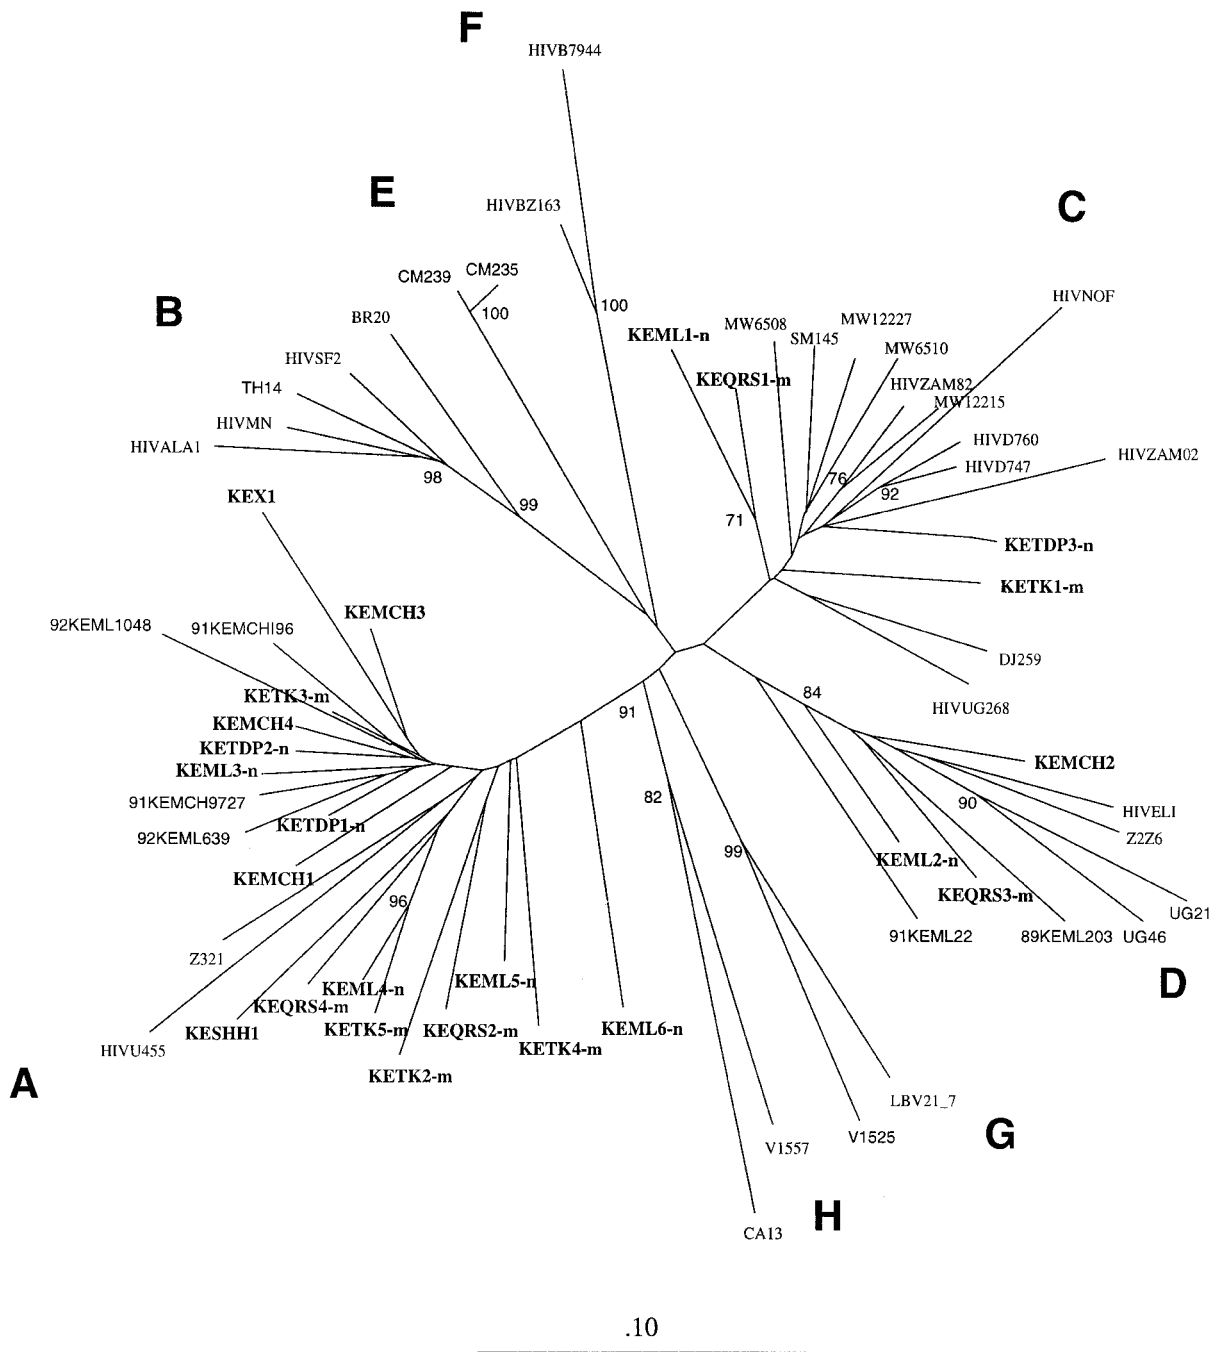 F
HIVB7944
E
C
HIVBZ163
CM239
CM235
B
100
100
HIVNOF
BR20
KEML1-n
MW6508
MW12227
SM145
MW6510
HIVSF2
TH14
KEQRS1-m
HIVZAM82
MW12215
HIVMN
HIVALA1
HIVD760
HIVZAM02
98
76
HIVD747
92
KEX1
99
71
KETDP3-n
KETK1-m
KEMCH3
92KEML1048
91KEMCHI96
DJ259
KETK3-m
84
HIVUG268
KEMCH4
91
KETDP2-n
KEMCH2
KEML3-n
91KEMCH9727
82
90
HIVELI
KETDP1-n
92KEML639
Z2Z6
99
KEML2-n
KEMCH1
KEQRS3-m
96
UG21
91KEML22
89KEML203
UG46
Z321
KEML4-n
KEML5-n
D
KEQRS4-m
KESHH1
KETK5-m
KEQRS2-m
KEML6-n
HIVU455
KETK4-m
A
KETK2-m
LBV21_7
V1557
V1525
G
H
CA13
.10